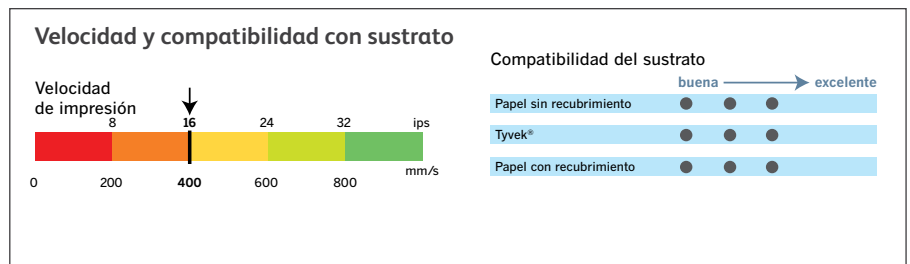 Velocidad y compatibilidad con sustrato
Velocidad
de impresión
8 16 24 32 ips
mm/s
0 200 400 600 800
Compatibilidad del sustrato
buena excelente
Papel sin recubrimiento
Tyvek®
Papel con recubrimiento